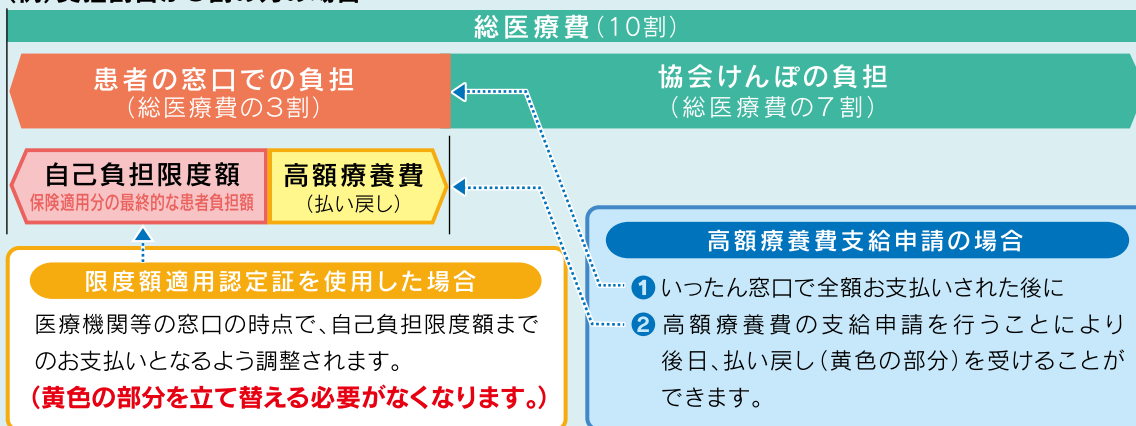 総医療費（10割）
患者の窓口での負担
（総医療費の3割）
協会けんぽの負担
（総医療費の7割）
自己負担限度額
保険適用分の最終的な患者負担額
高額療養費
（払い戻し）
限度額適用認定証を使用した場合
医療機関等の窓口の時点で、自己負担限度額まで
のお支払いとなるよう調整されます。
（黄色の部分を立て替える必要がなくなります。）
高額療養費支給申請の場合
❶いったん窓口で全額お支払いされた後に
❷高額療養費の支給申請を行うことにより
後日、払い戻し（黄色の部分）を受けることが
できます。